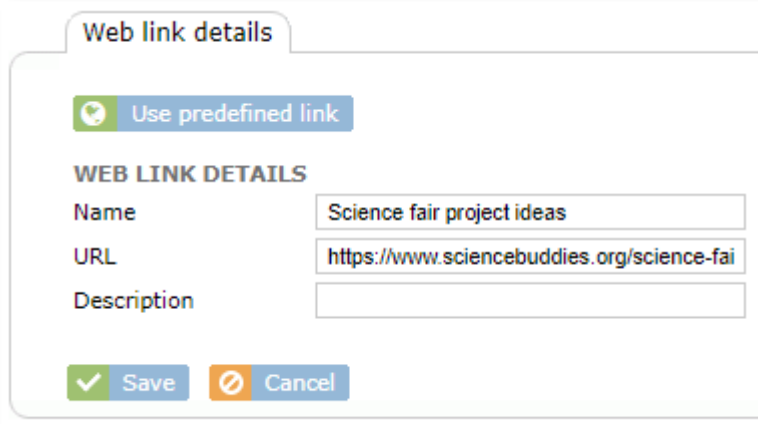 Web link details
Use predefined link
WEB LINK DETAILS
Name Science fair project ideas
URL https://www.sciencebuddies.org/science-fai
Description
Save Cancel